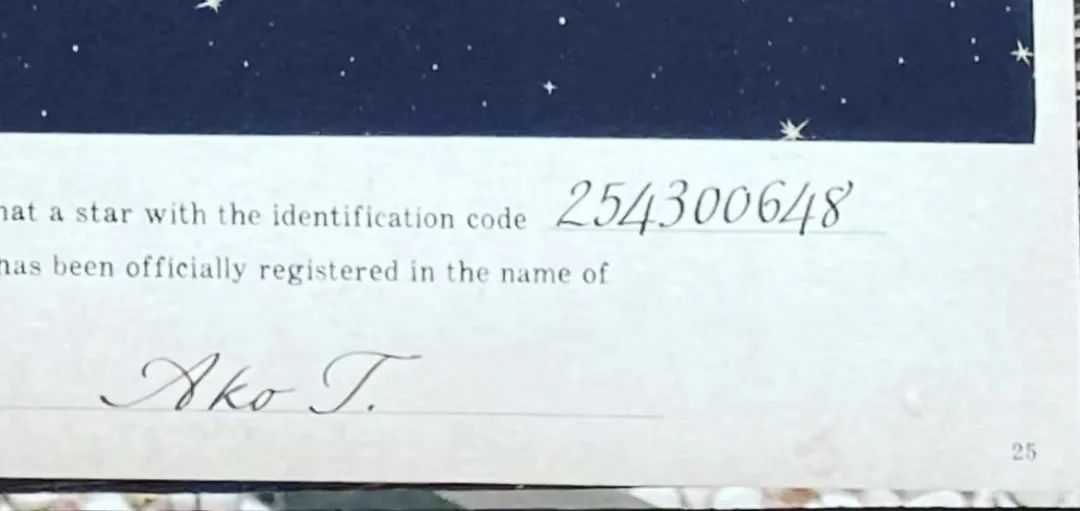 hat a star with the identification code 254300648
has been officially registered in the name of
Ako T.
25